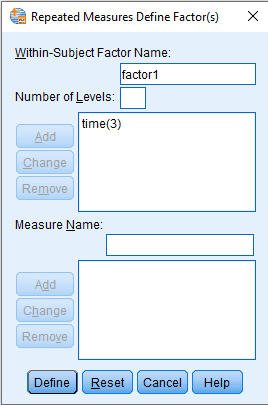 Repeated Measures Define Factor(s)
Within-Subject Factor Name:
factor1
Number of Levels:
time(3)
Add
Change
Remove
Measure Name:
Add
Change
Remove
Define Reset Cancel Help